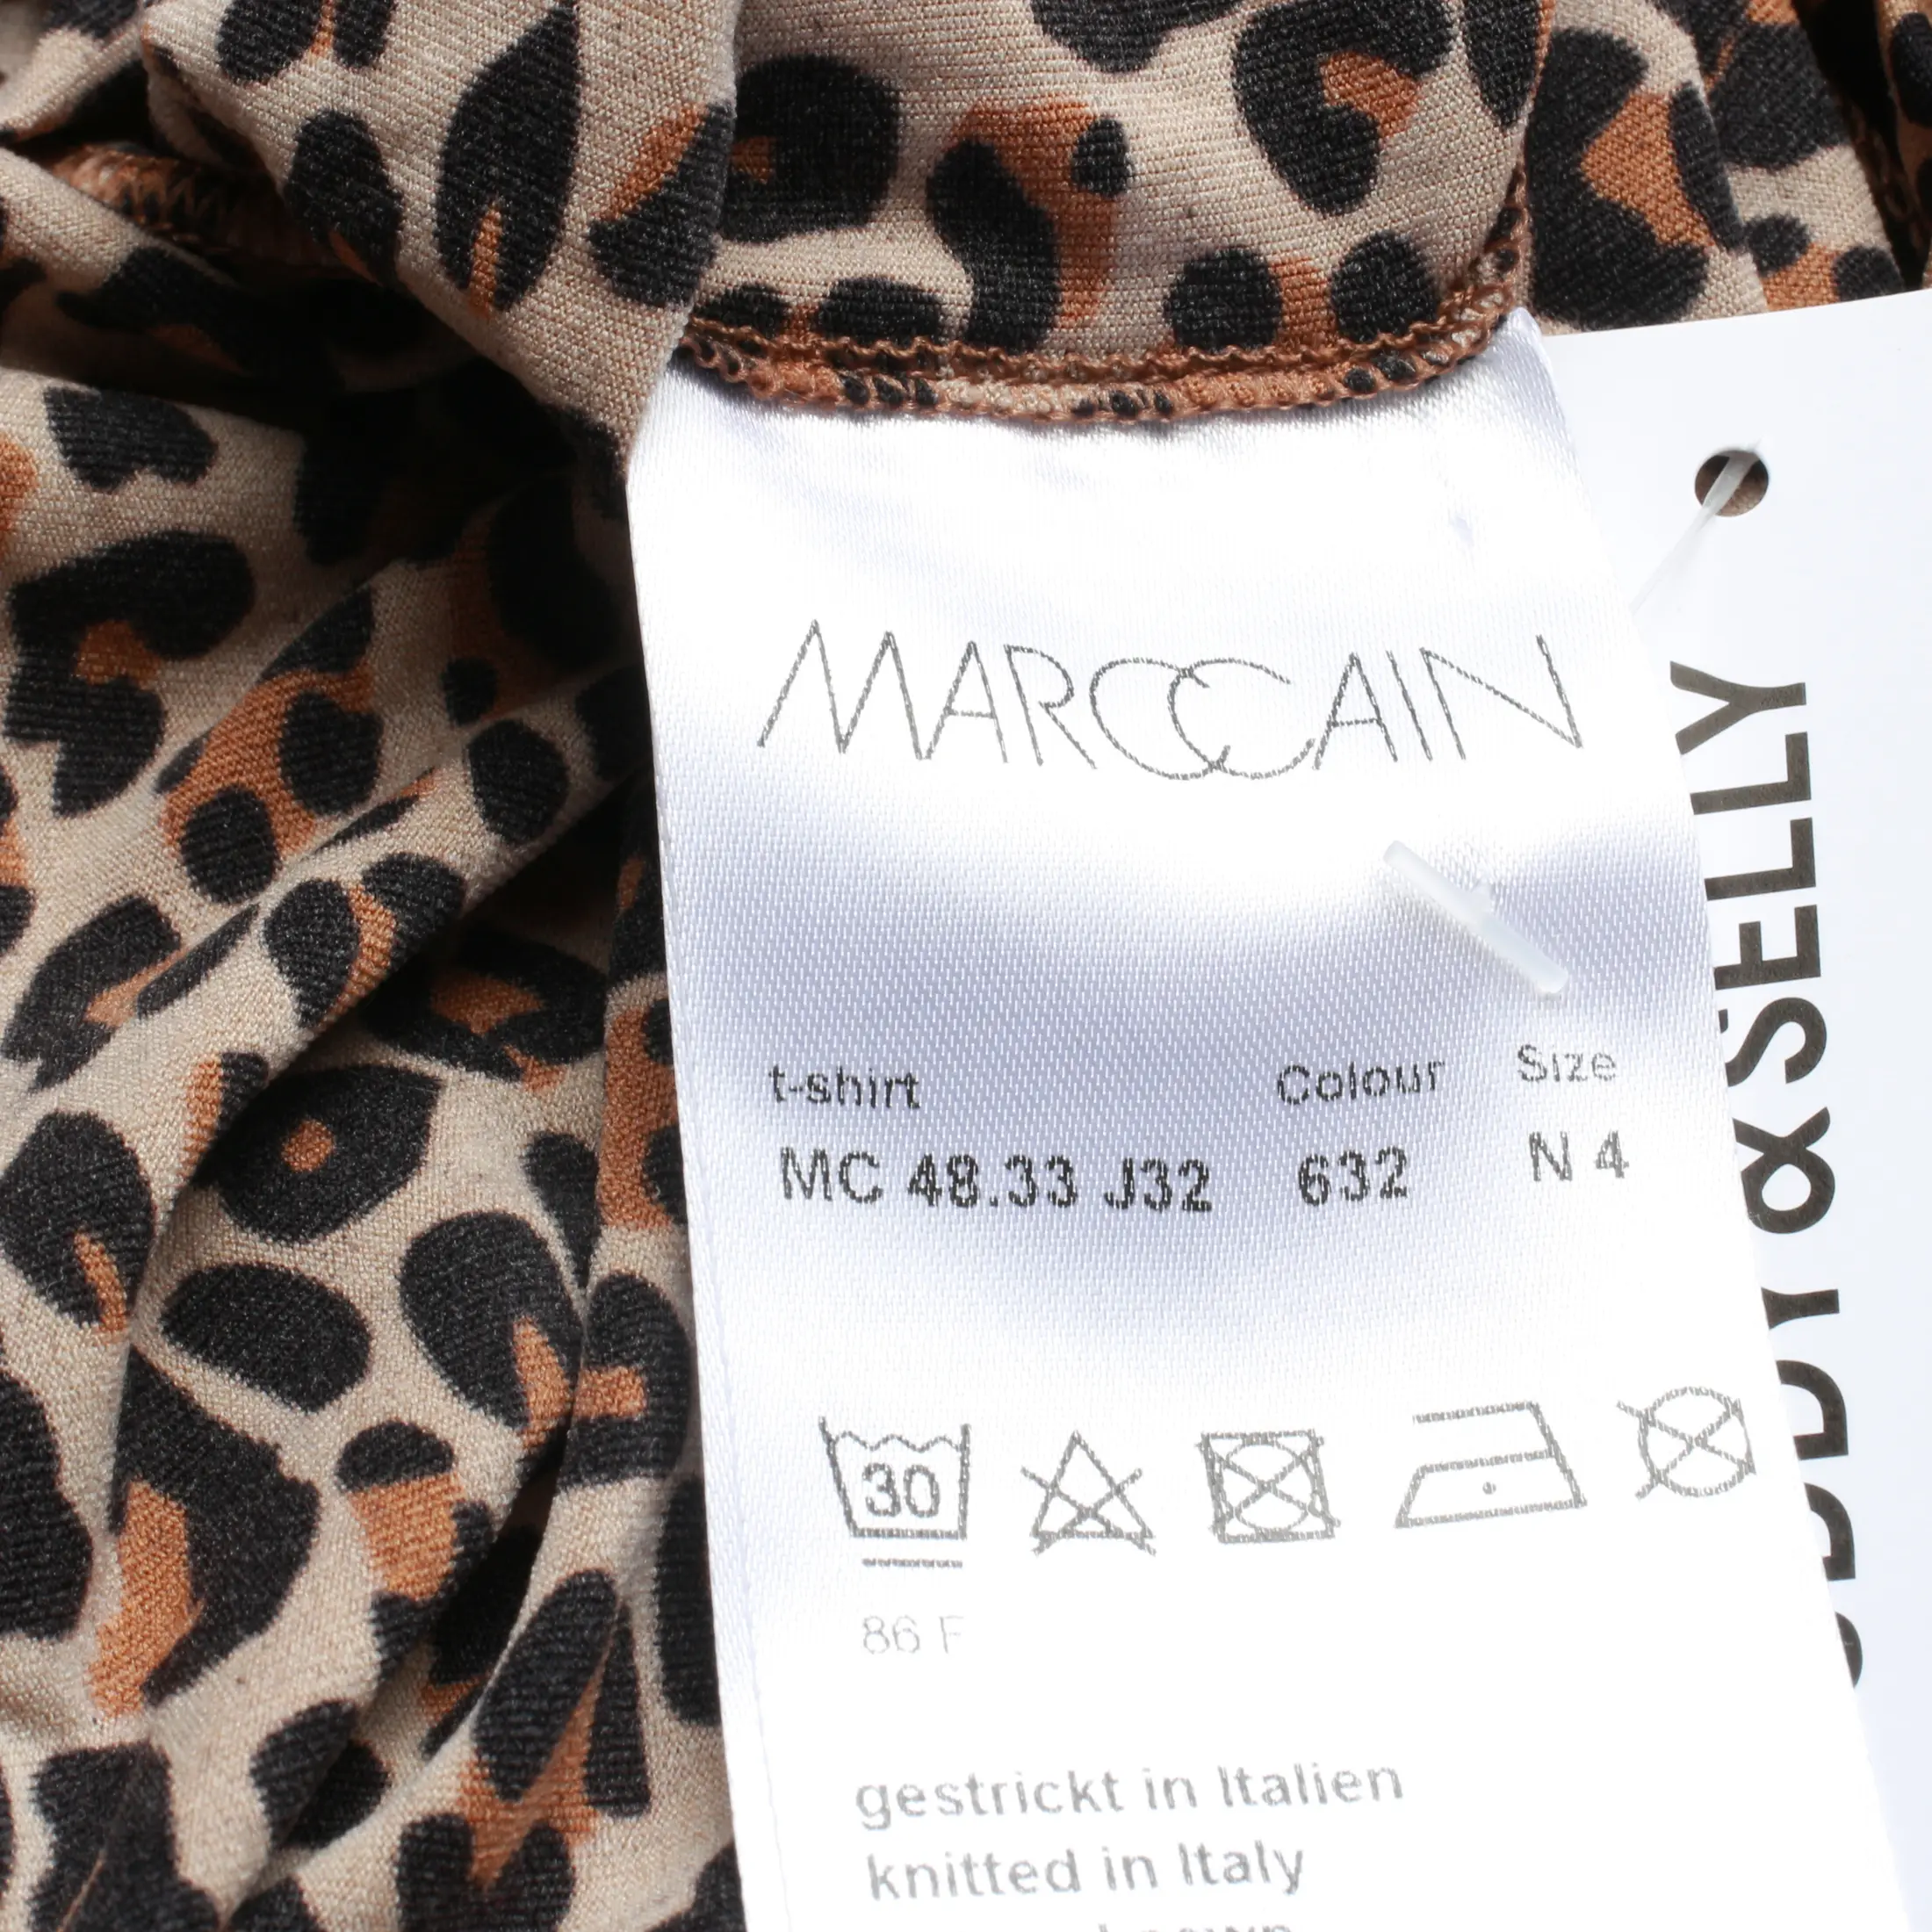 MARCCAIN
t-shirt Colour Size
MC 48.33 J32 632 N 4
30
86 F
gestrickt in Italien
knitted in Italy
& SELLY